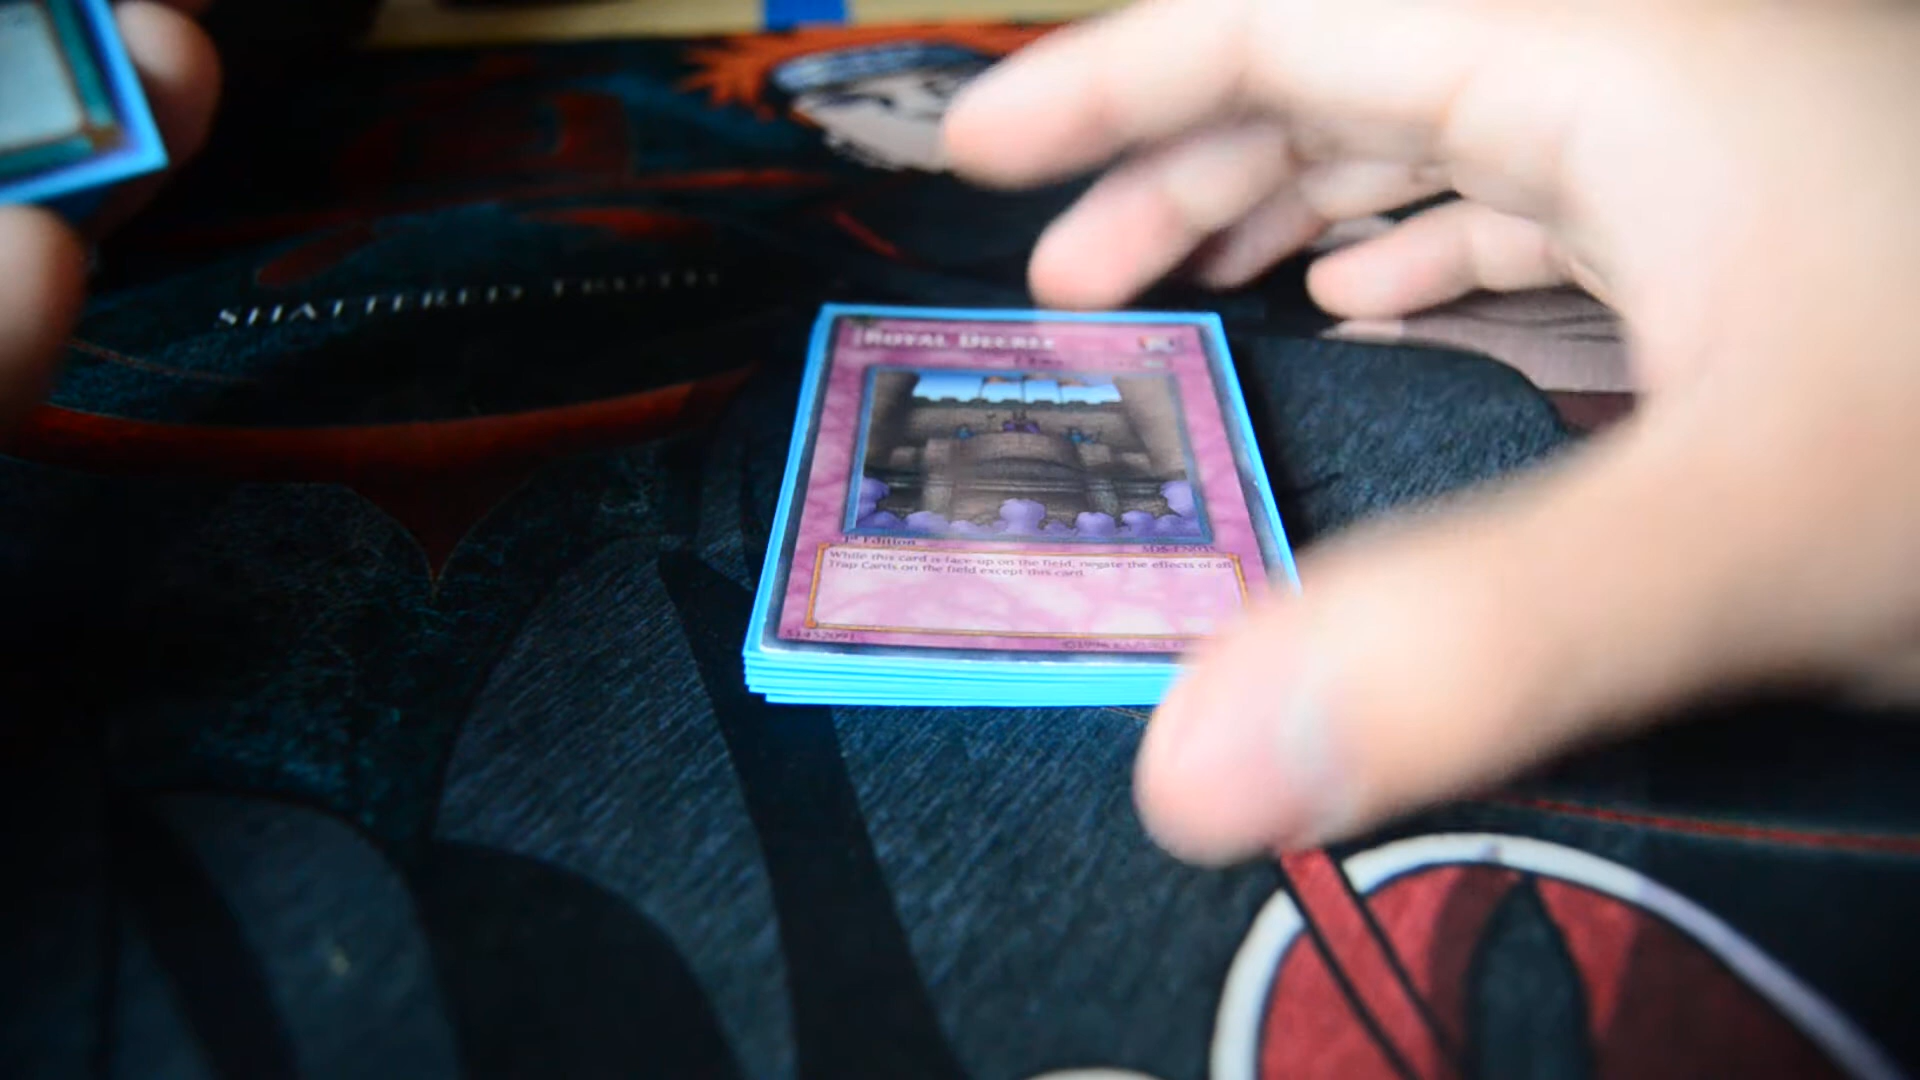 SHATTERED TRUTH
ROYAL DECREE
1st Edition
While this card is face-up on the field, negate the effects of all
Trap Cards on the field except this card.
51452091